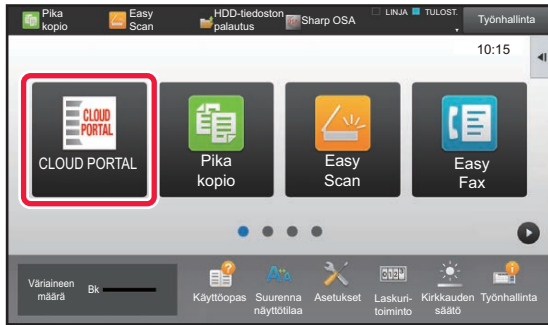 Pika
kopio
Easy
Scan
HDD-tiedoston
palautus
Sharp OSA
LINJA
TULOST.
Työnhallinta
10:15
CLOUD
PORTAL
CLOUD PORTAL
Pika
kopio
Easy
Scan
Easy
Fax
Väriaineen
määrä
Bk
Käyttöopas
Suurenna
näyttötilaa
Asetukset
Laskuri-
toiminto
Kirkkauden
säätö
Työnhallinta